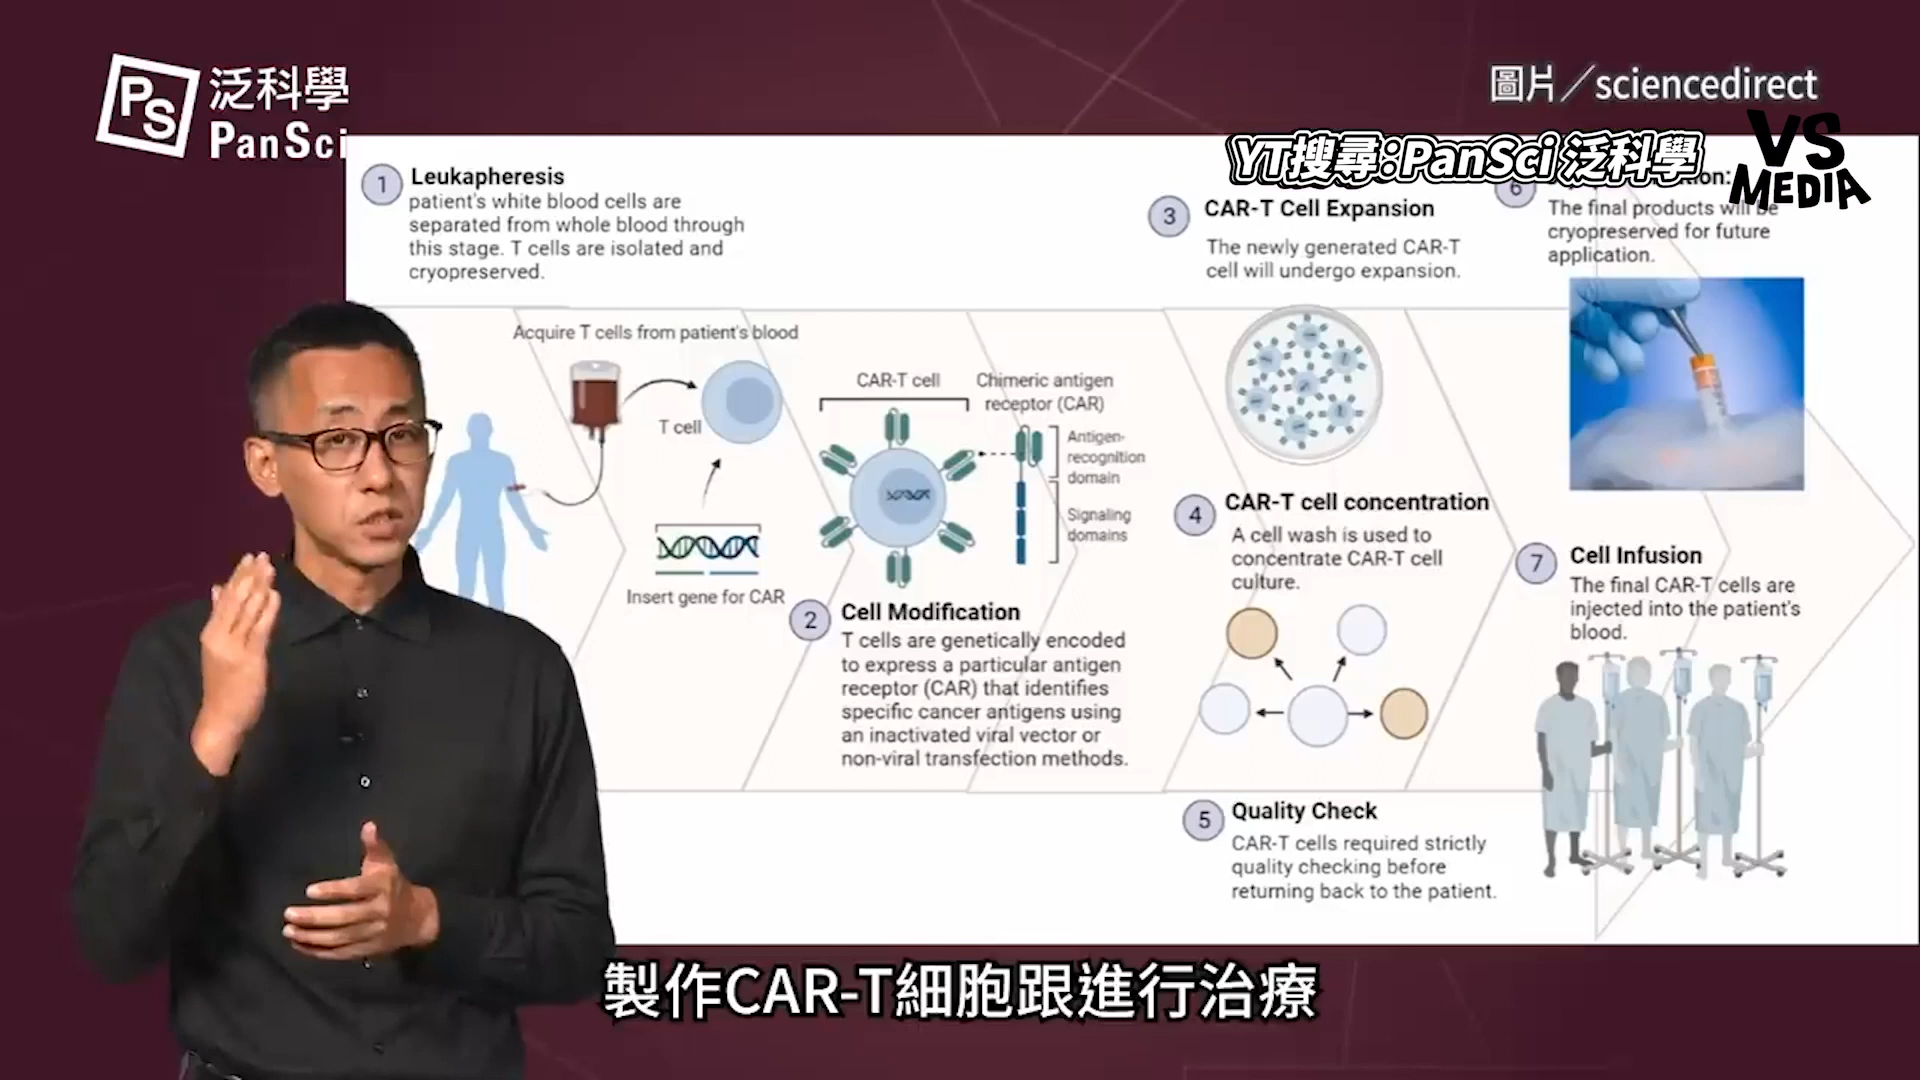 PS
泛科學
PanSci
圖片／sciencedirect
YT搜尋:PanSci 泛科學
VS
MEDIA
1
Leukapheresis
patient's white blood cells are
separated from whole blood through
this stage. T cells are isolated and
cryopreserved.
Acquire T cells from patient's blood
T cell
Insert gene for CAR
CAR-T cell
Chimeric antigen
receptor (CAR)
Antigen-
recognition
domain
Signaling
domains
2
Cell Modification
T cells are genetically encoded
to express a particular antigen
receptor (CAR) that identifies
specific cancer antigens using
an inactivated viral vector or
non-viral transfection methods.
3
CAR-T Cell Expansion
The newly generated CAR-T
cell will undergo expansion.
4
CAR-T cell concentration
A cell wash is used to
concentrate CAR-T cell
culture.
5
Quality Check
CAR-T cells required strictly
quality checking before
returning back to the patient.
6
The final products will be
cryopreserved for future
application.
7
Cell Infusion
The final CAR-T cells are
injected into the patient's
blood.
製作CAR-T細胞跟進行治療